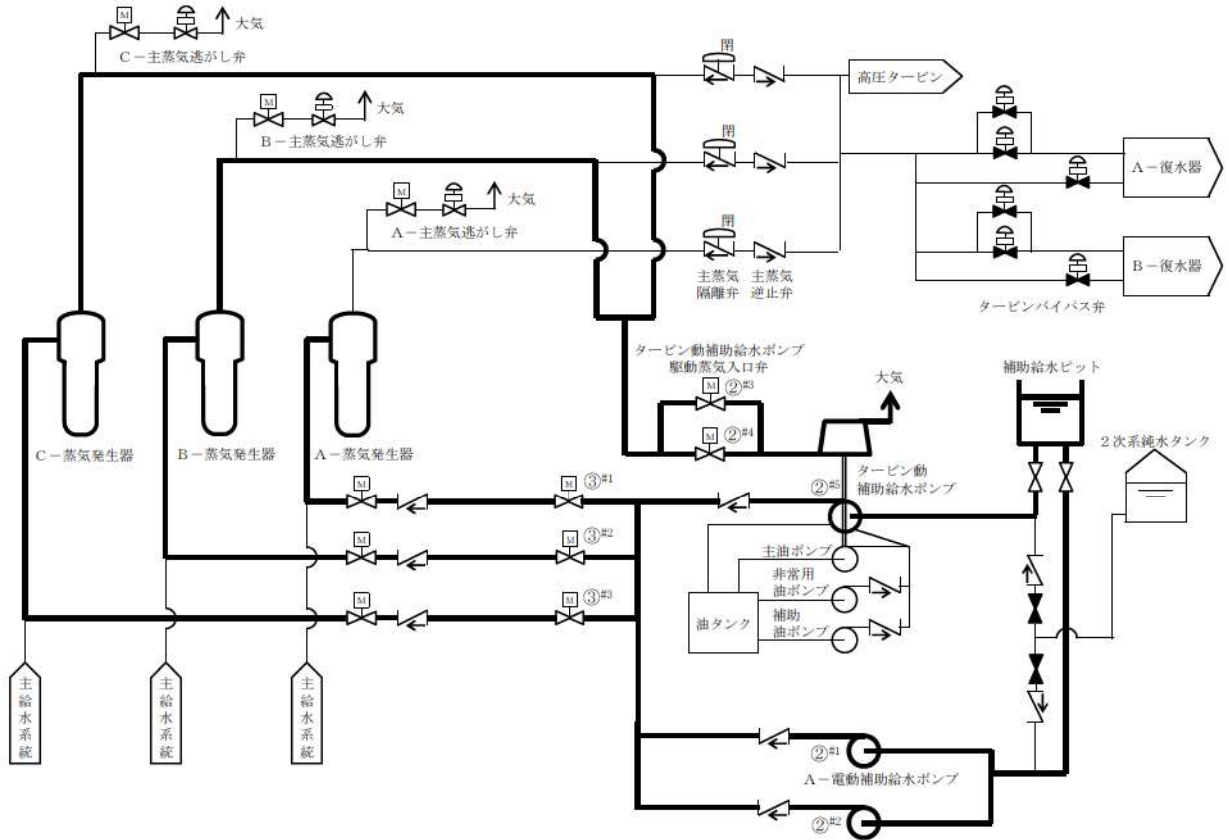 M
大気
C－主蒸気逃がし弁
閉
高圧タービン
M
大気
B－主蒸気逃がし弁
閉
A－復水器
M
大気
A－主蒸気逃がし弁
閉
B－復水器
主蒸気
隔離弁
主蒸気
逆止弁
タービンバイパス弁
タービン動補助給水ポンプ
駆動蒸気入口弁
M
②#3
M
②#4
大気
補助給水ピット
2次系純水タンク
C－蒸気発生器
B－蒸気発生器
A－蒸気発生器
タービン動
補助給水ポンプ
②#5
M
M
③#1
M
M
③#2
M
M
③#3
主油ポンプ
非常用
油ポンプ
補助
油ポンプ
油タンク
主給水系統
主給水系統
主給水系統
②#1
A－電動補助給水ポンプ
②#2